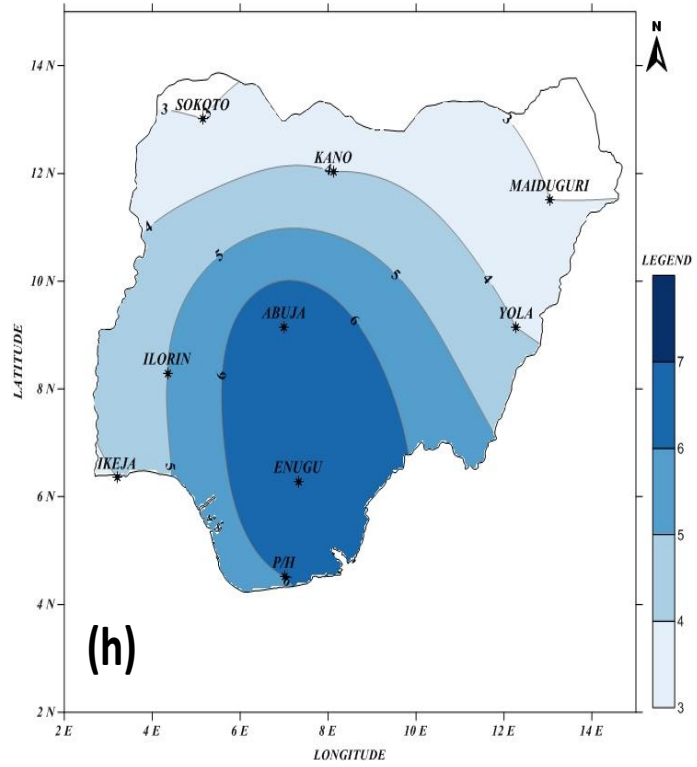 N
14 N
12 N
10 N
8 N
6 N
4 N
2 N
LATITUDE
2 E
4 E
6 E
8 E
10 E
12 E
14 E
LONGITUDE
3
SOKOTO
KANO
4
3
MAIDUGURI
4
5
5
4
ABUJA
YOLA
6
ILORIN
6
IKEJA
5
ENUGU
P/H
6
(h)
LEGEND
7
6
5
4
3